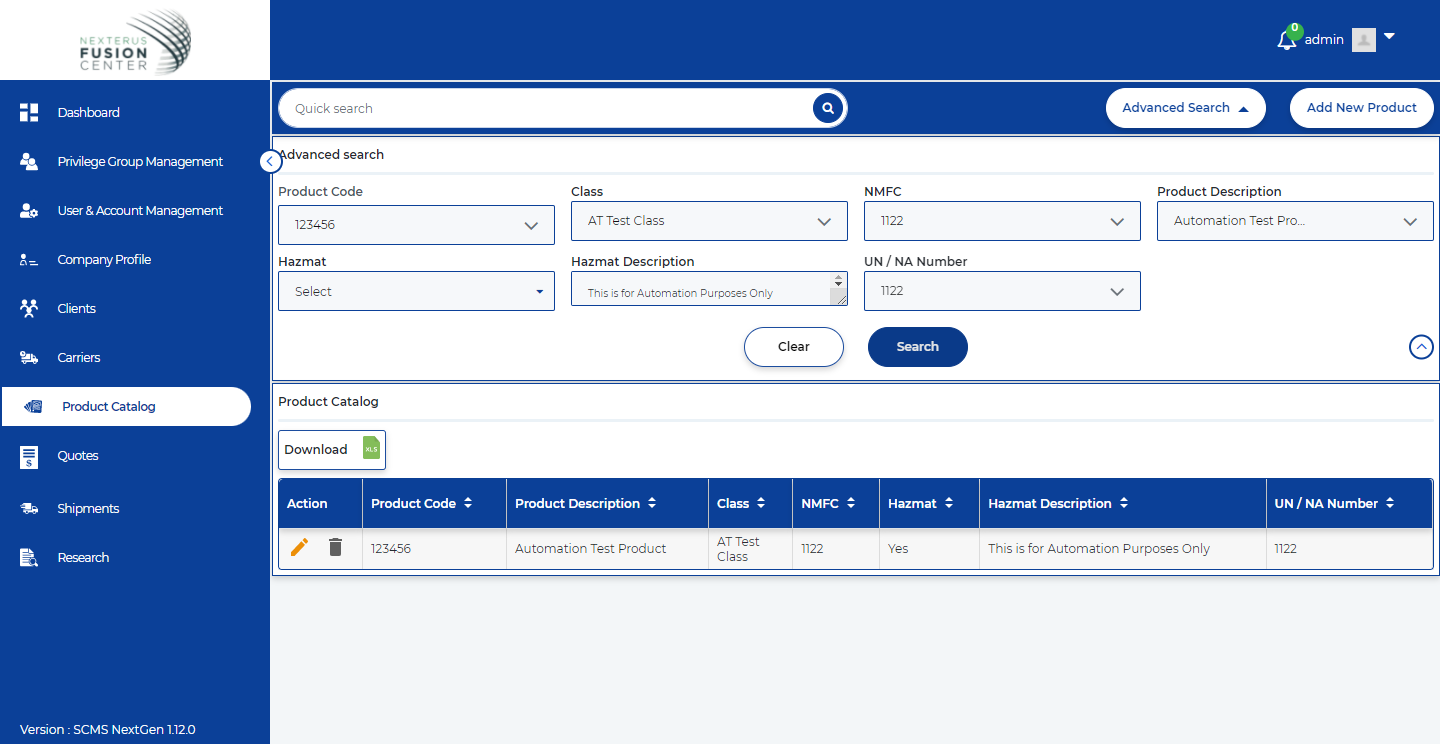 NEXTERUS
FUSION
CENTER
0
admin
Dashboard
Privilege Group Management
User & Account Management
Company Profile
Clients
Carriers
Product Catalog
Quotes
Shipments
Research
Version : SCMS NextGen 1.12.0
Quick search
Advanced Search
Add New Product
Advanced search
Product Code
Class
NMFC
Product Description
123456
AT Test Class
1122
Automation Test Pro...
Hazmat
Hazmat Description
UN / NA Number
Select
This is for Automation Purposes Only
1122
Clear
Search
Product Catalog
Download
XLS
Action
Product Code
Product Description
Class
NMFC
Hazmat
Hazmat Description
UN / NA Number
123456
Automation Test Product
AT Test
Class
1122
Yes
This is for Automation Purposes Only
1122